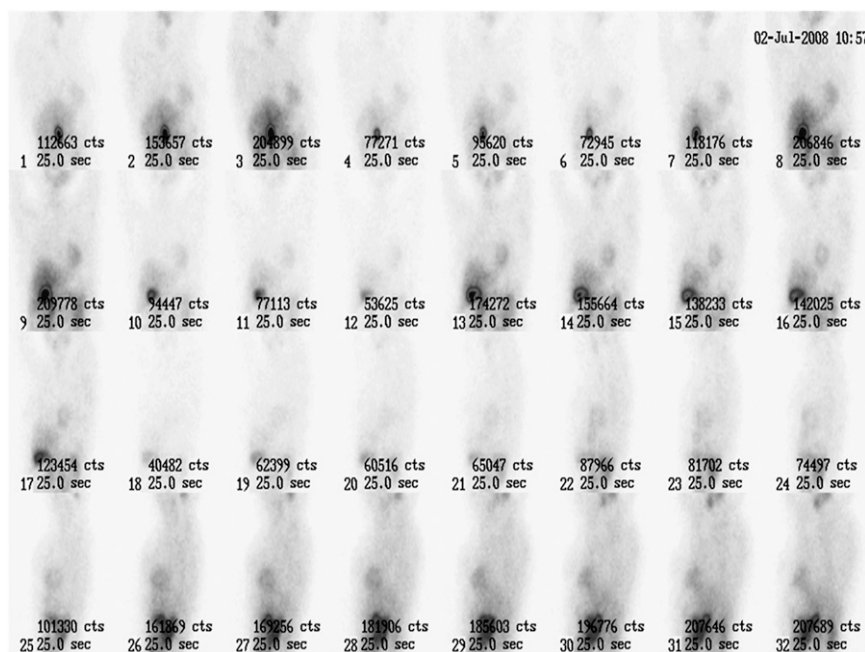 02-Jul-2008 10:57
112663 cts 153657 cts 204899 cts 77271 cts 95620 cts 72945 cts 118176 cts 206846 cts
1 25.0 sec 2 25.0 sec 3 25.0 sec 4 25.0 sec 5 25.0 sec 6 25.0 sec 7 25.0 sec 8 25.0 sec
209778 cts 94447 cts 77113 cts 53625 cts 174272 cts 155664 cts 138233 cts 142025 cts
9 25.0 sec 10 25.0 sec 11 25.0 sec 12 25.0 sec 13 25.0 sec 14 25.0 sec 15 25.0 sec 16 25.0 sec
123454 cts 40482 cts 62399 cts 60516 cts 65047 cts 87966 cts 81702 cts 74497 cts
17 25.0 sec 18 25.0 sec 19 25.0 sec 20 25.0 sec 21 25.0 sec 22 25.0 sec 23 25.0 sec 24 25.0 sec
101330 cts 161869 cts 169256 cts 181906 cts 185603 cts 196776 cts 207646 cts 207689 cts
25 25.0 sec 26 25.0 sec 27 25.0 sec 28 25.0 sec 29 25.0 sec 30 25.0 sec 31 25.0 sec 32 25.0 sec